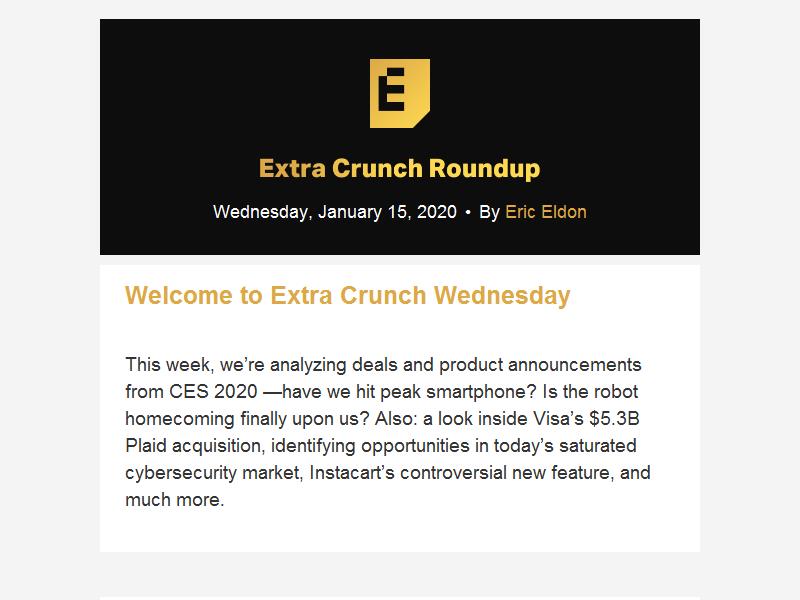 E
Extra Crunch Roundup
Wednesday, January 15, 2020 • By Eric Eldon
Welcome to Extra Crunch Wednesday
This week, we’re analyzing deals and product announcements
from CES 2020 —have we hit peak smartphone? Is the robot
homecoming finally upon us? Also: a look inside Visa’s $5.3B
Plaid acquisition, identifying opportunities in today’s saturated
cybersecurity market, Instacart’s controversial new feature, and
much more.